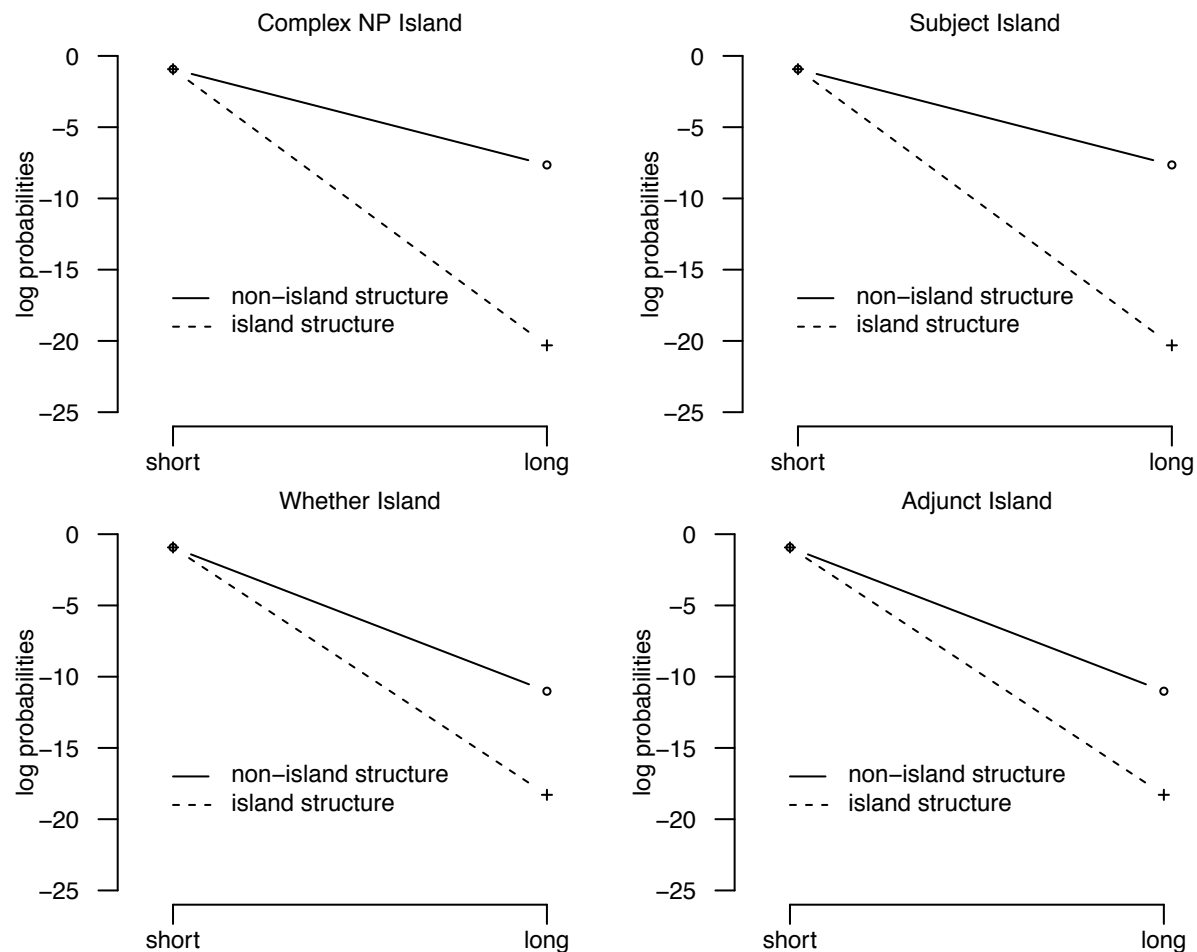 Complex NP Island
0
−5
−10
−15
−20
−25
log probabilities
non−island structure
island structure
short
long
Subject Island
0
−5
−10
−15
−20
−25
log probabilities
non−island structure
island structure
short
long
Whether Island
0
−5
−10
−15
−20
−25
log probabilities
non−island structure
island structure
short
long
Adjunct Island
0
−5
−10
−15
−20
−25
log probabilities
non−island structure
island structure
short
long